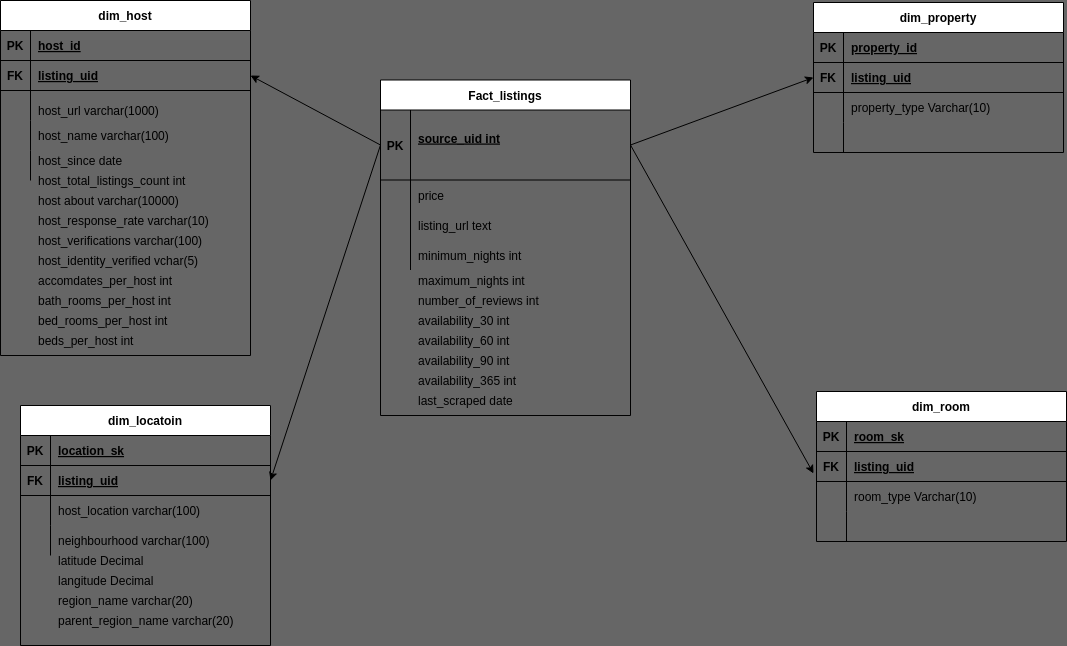 dim_host
PK host_id
FK listing_uid
host_url varchar(1000)
host_name varchar(100)
host_since date
host_total_listings_count int
host about varchar(10000)
host_response_rate varchar(10)
host_verifications varchar(100)
host_identity_verified vchar(5)
accomdates_per_host int
bath_rooms_per_host int
bed_rooms_per_host int
beds_per_host int
Fact_listings
PK source_uid int
price
listing_url text
minimum_nights int
maximum_nights int
number_of_reviews int
availability_30 int
availability_60 int
availability_90 int
availability_365 int
last_scraped date
dim_property
PK property_id
FK listing_uid
property_type Varchar(10)
dim_locatoin
PK location_sk
FK listing_uid
host_location varchar(100)
neighbourhood varchar(100)
latitude Decimal
langitude Decimal
region_name varchar(20)
parent_region_name varchar(20)
dim_room
PK room_sk
FK listing_uid
room_type Varchar(10)